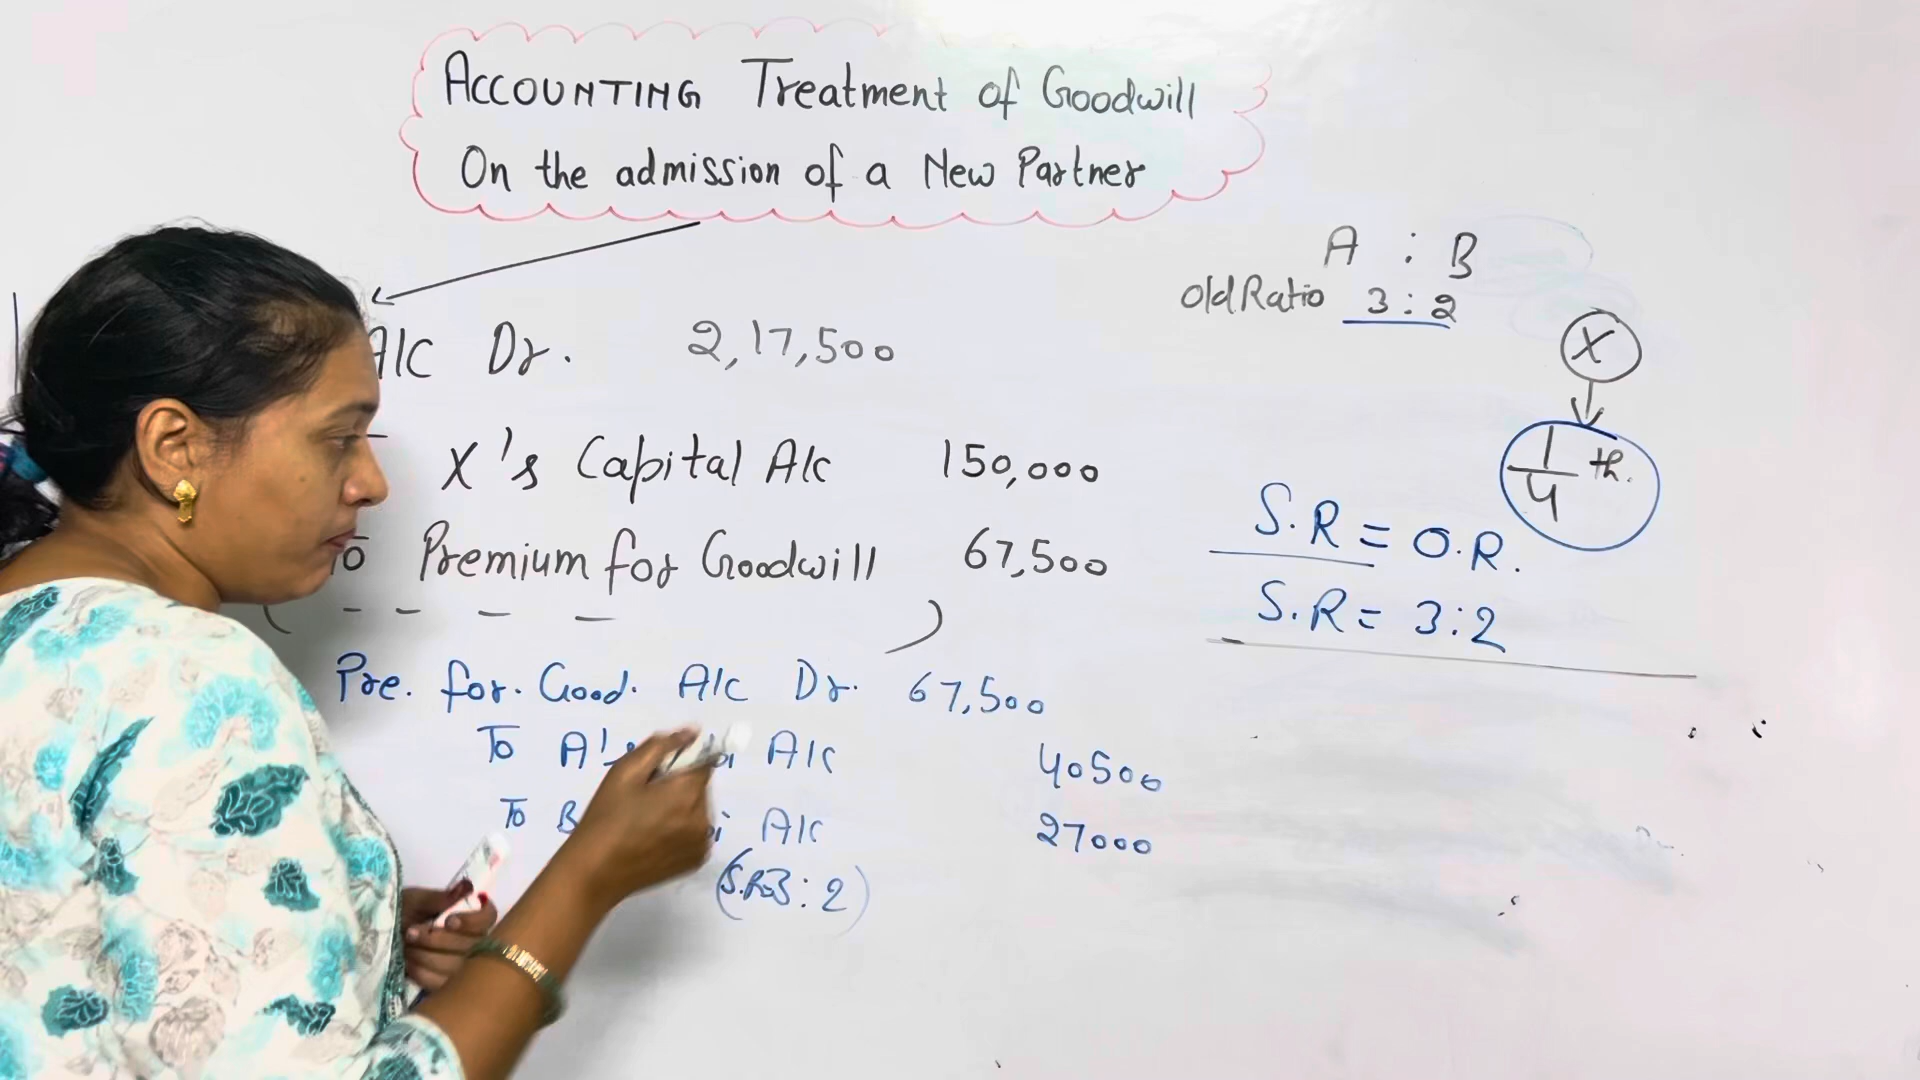 ACCOUNTING Treatment of Goodwill
On the admission of a New Partner
A : B
Old Ratio 3 : 2
X
1/4 th.
A/c Dr. 2,17,500
X's Capital A/c 150,000
To Premium for Goodwill 67,500
S.R = O.R.
S.R = 3:2
Pre. for. Good. A/c Dr. 67,500
To A's A/c 40500
To B A/c 27000
(S.R 3 : 2)